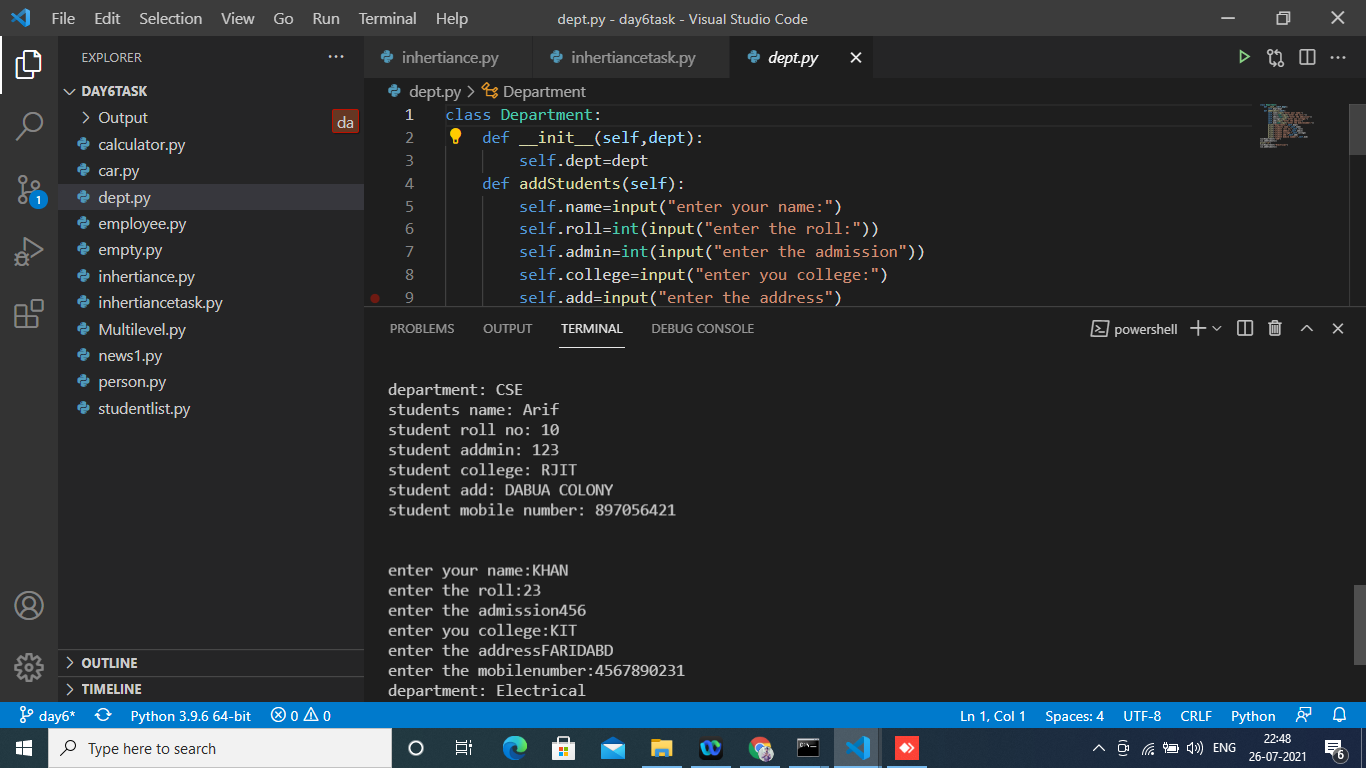 File Edit Selection View Go Run Terminal Help
dept.py - day6task - Visual Studio Code
EXPLORER
DAY6TASK
Output
da
calculator.py
car.py
dept.py
employee.py
empty.py
inhertiance.py
inhertiancetask.py
Multilevel.py
news1.py
person.py
studentlist.py
OUTLINE
TIMELINE
1
inhertiance.py inhertiancetask.py dept.py
dept.py > Department
1 class Department:
2 def __init__(self,dept):
3 self.dept=dept
4 def addStudents(self):
5 self.name=input("enter your name:")
6 self.roll=int(input("enter the roll:"))
7 self.admin=int(input("enter the admission"))
8 self.college=input("enter you college:")
9 self.add=input("enter the address")
PROBLEMS OUTPUT TERMINAL DEBUG CONSOLE
powershell
department: CSE
students name: Arif
student roll no: 10
student addmin: 123
student college: RJIT
student add: DABUA COLONY
student mobile number: 897056421
enter your name:KHAN
enter the roll:23
enter the admission456
enter you college:KIT
enter the addressFARIDABD
enter the mobilenumber:4567890231
department: Electrical
day6* Python 3.9.6 64-bit 0 0
Ln 1, Col 1 Spaces: 4 UTF-8 CRLF Python
Type here to search
ENG
22:48
26-07-2021
6